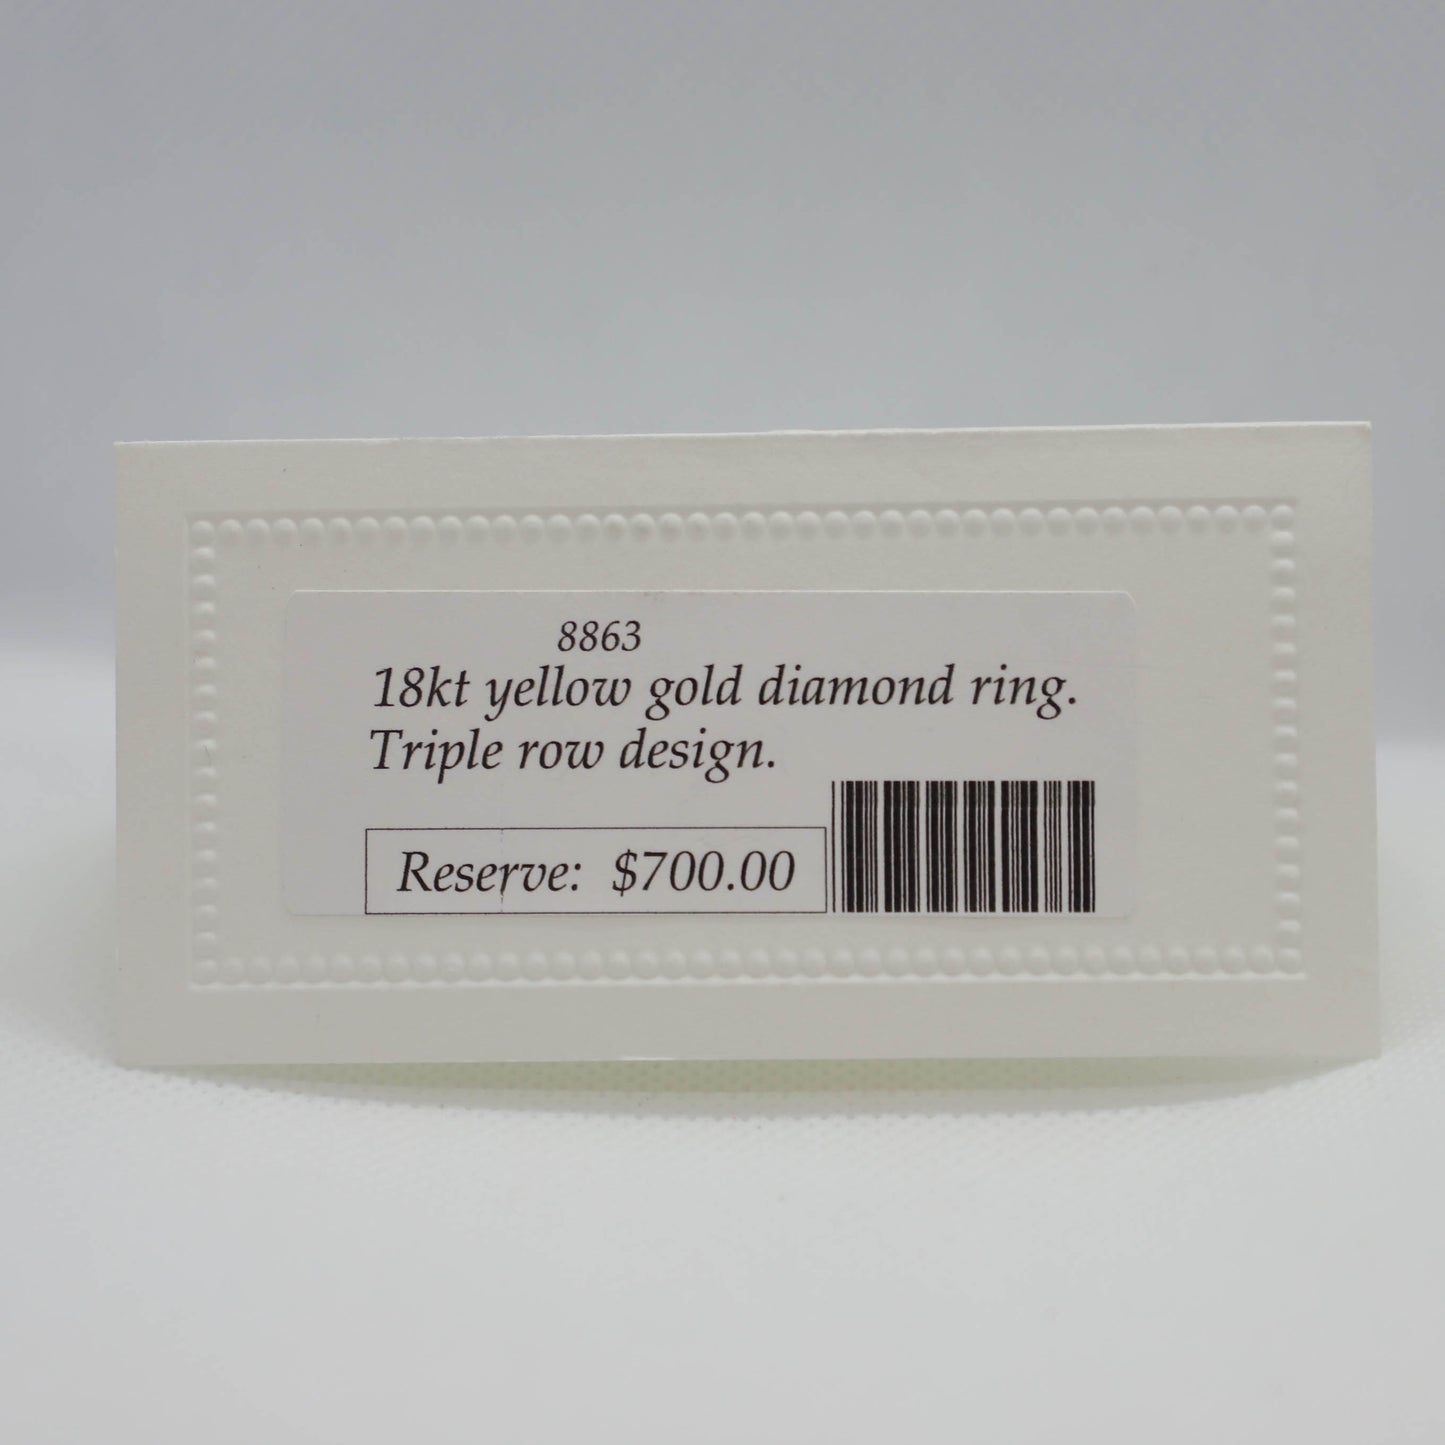 8863
18kt yellow gold diamond ring.
Triple row design.
Reserve: $700.00